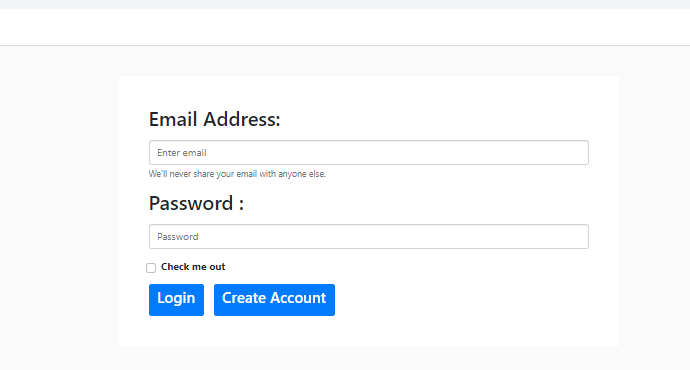 Email Address:
Enter email
We'll never share your email with anyone else.
Password :
Password
Check me out
Login Create Account